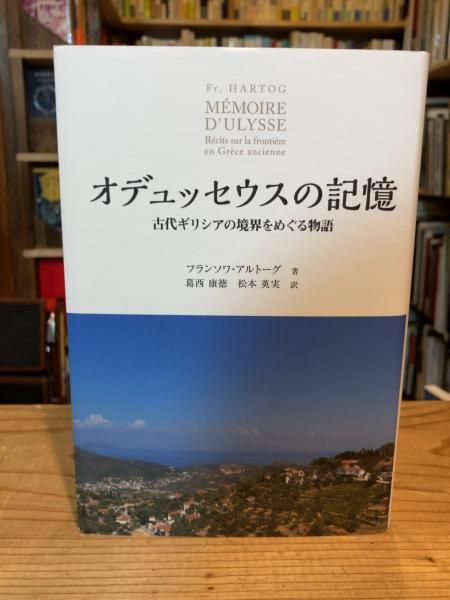 Fr. HARTOG
MÉMOIRE
D'ULYSSE
Récits sur la frontière
en Grèce ancienne
オデュッセウスの記憶
古代ギリシアの境界をめぐる物語
フランソワ・アルトーグ 著
葛西 康徳 松本 英実 訳